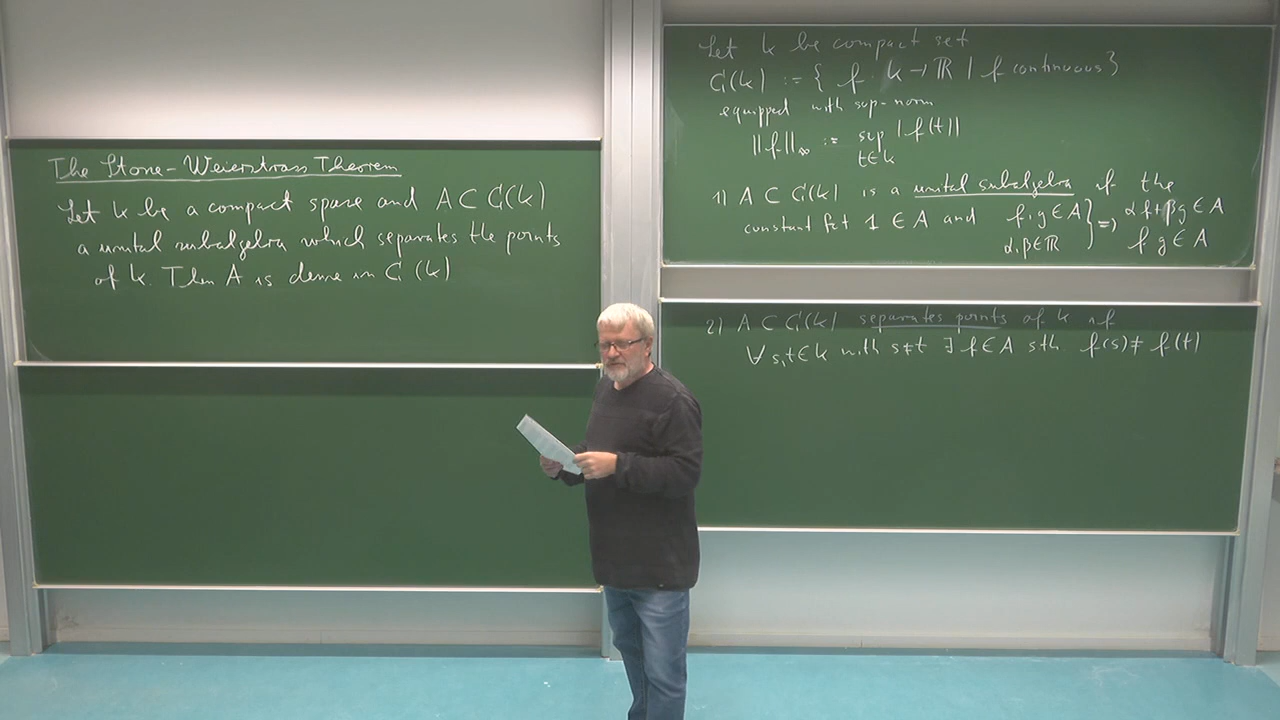 The Stone-Weierstrass Theorem
Let K be a compact space and A ⊂ C(K)
a unital subalgebra which separates the points
of K. Then A is dense in C(K)
Let K be compact set
C(K) := { f: K → ℝ | f continuous }
equipped with sup-norm
||f||∞ := sup |f(t)|
t∈K
1) A ⊂ C(K) is a unital subalgebra if the
constant fct 1 ∈ A and f, g ∈ A } => αf + βg ∈ A
α, β ∈ ℝ f g ∈ A
2) A ⊂ C(K) separates points of K if
∀ s,t ∈ K with s≠t ∃ f ∈ A sth. f(s) ≠ f(t)